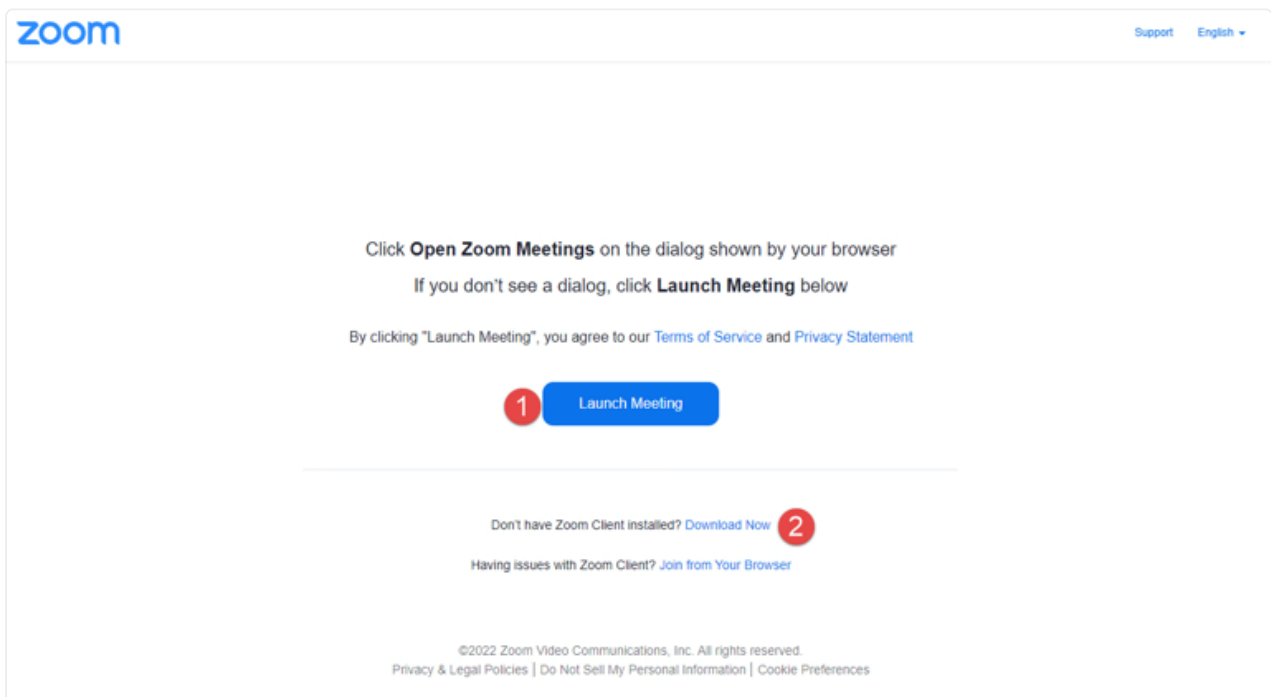 zoom
Support English
Click Open Zoom Meetings on the dialog shown by your browser
If you don't see a dialog, click Launch Meeting below
By clicking "Launch Meeting", you agree to our Terms of Service and Privacy Statement
1 Launch Meeting
Don't have Zoom Client installed? Download Now 2
Having issues with Zoom Client? Join from Your Browser
©2022 Zoom Video Communications, Inc. All rights reserved.
Privacy & Legal Policies | Do Not Sell My Personal Information | Cookie Preferences